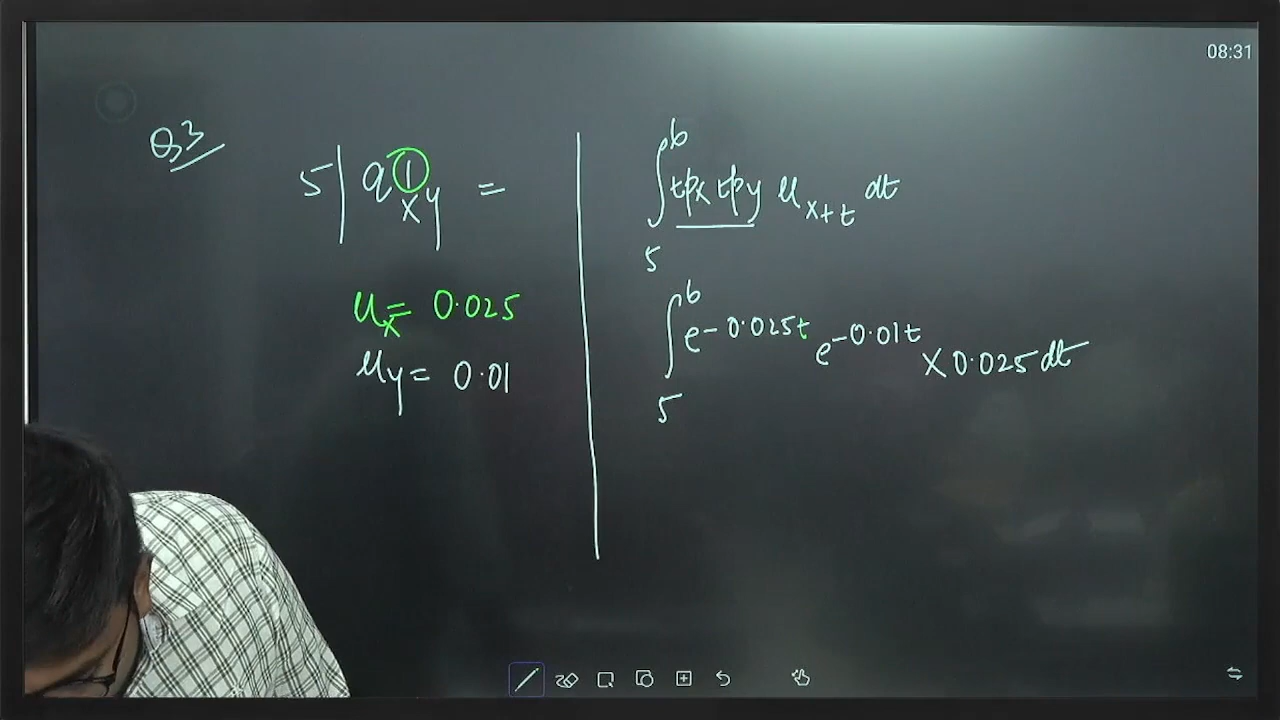 08:31
Q3
5|q¹xy =
μx = 0.025
μy = 0.01
∫₅⁶ tpx tpy μx+t dt
∫₅⁶ e^-0.025t e^-0.01t × 0.025 dt